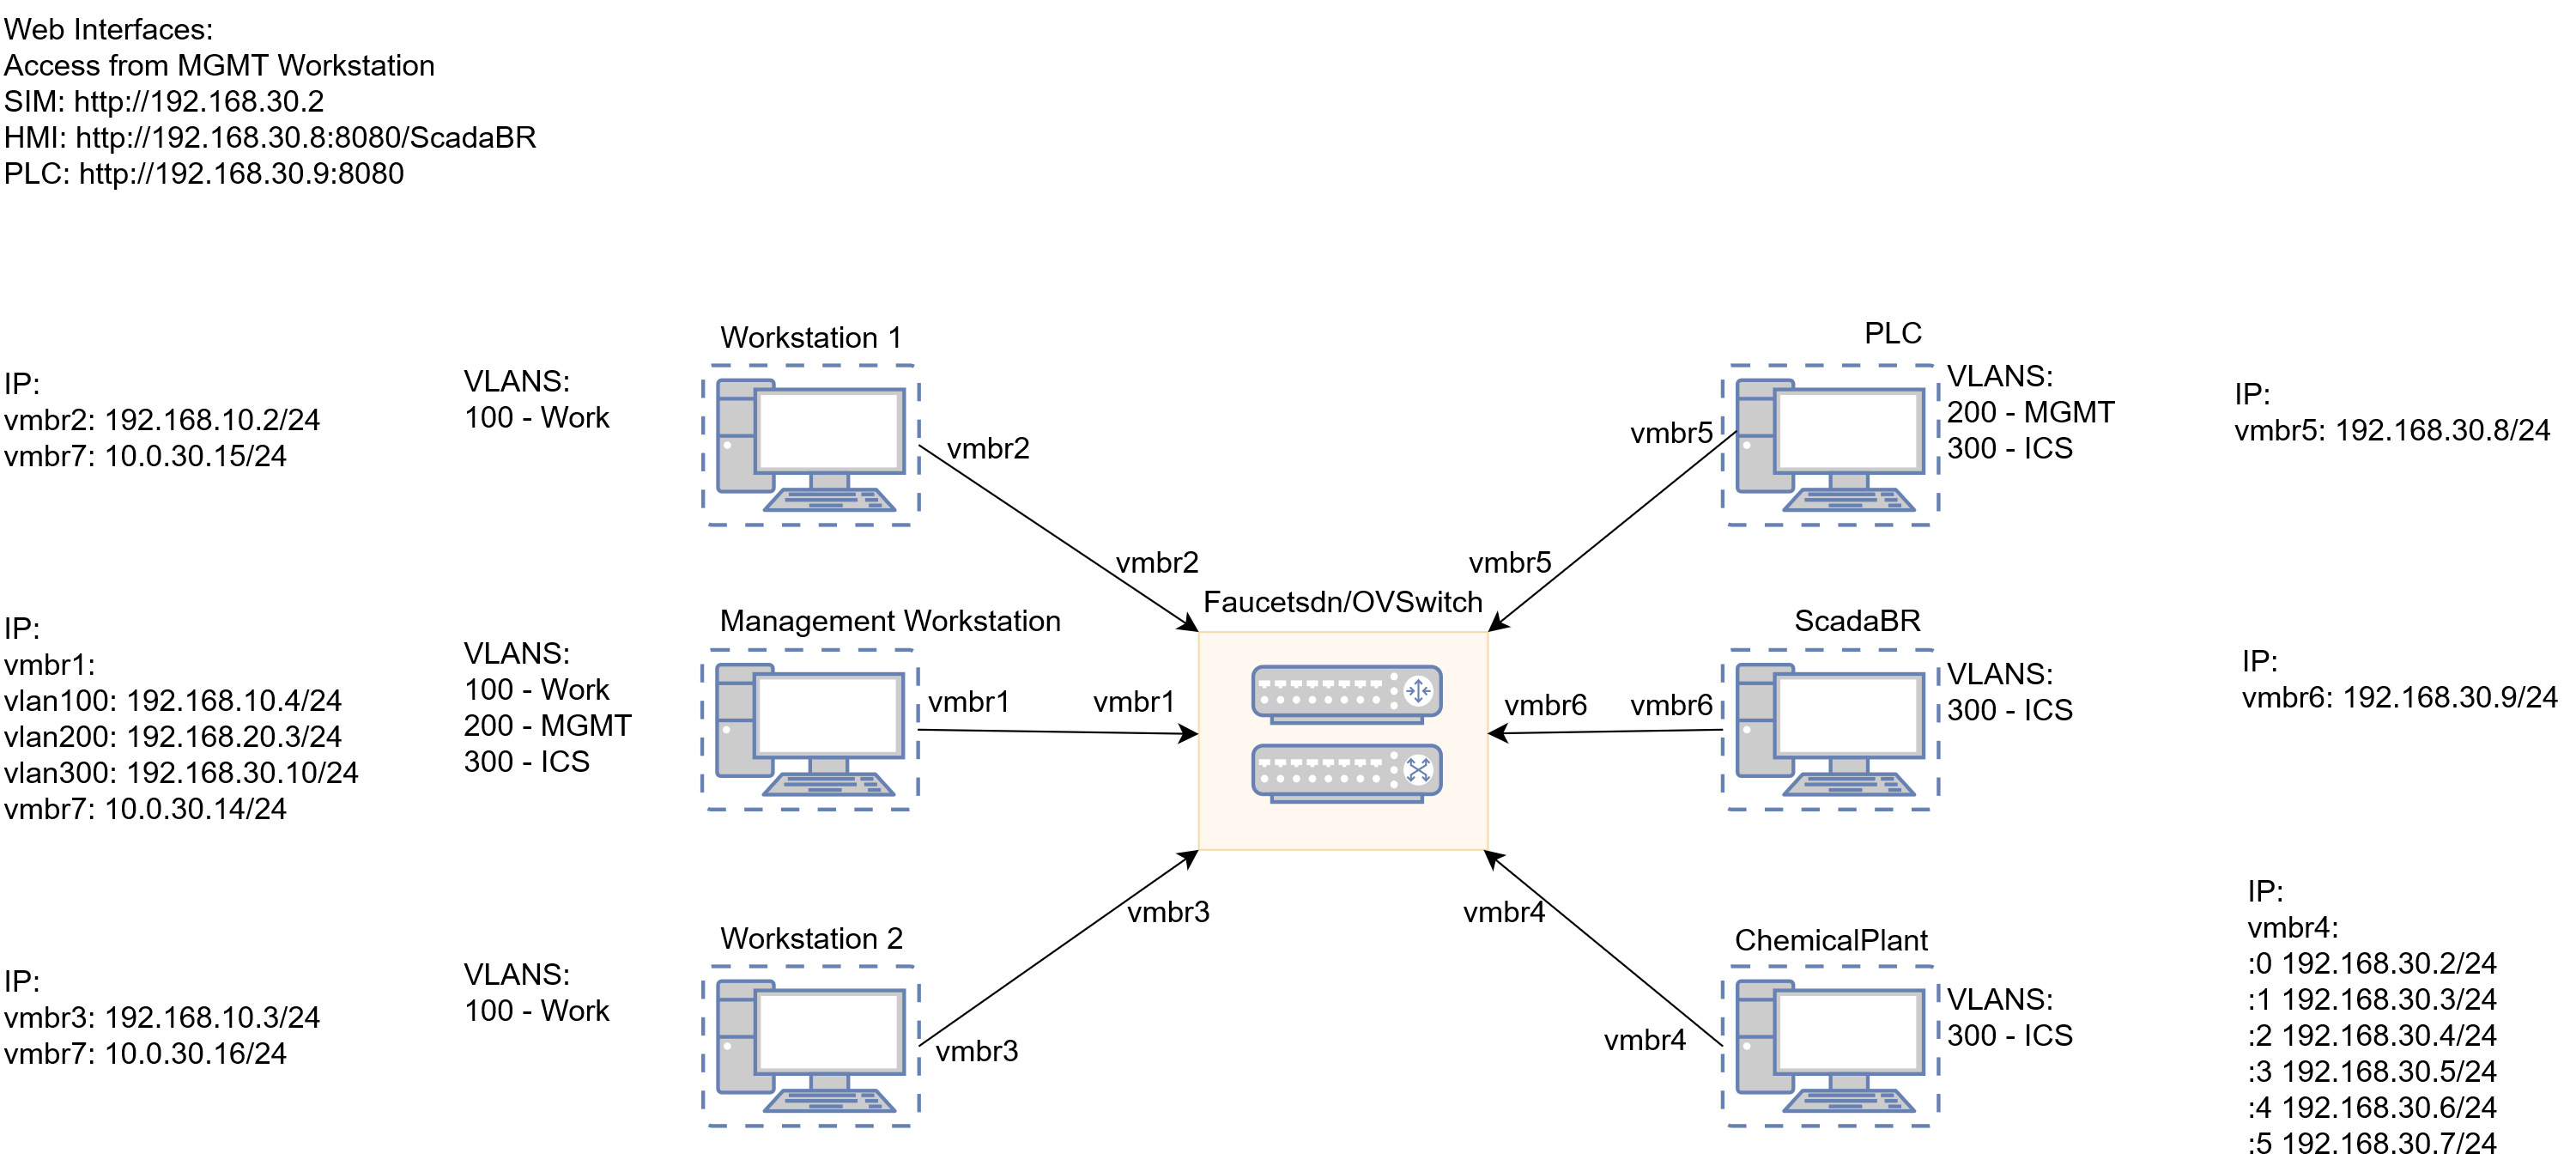 Web Interfaces:
Access from MGMT Workstation
SIM: http://192.168.30.2
HMI: http://192.168.30.8:8080/ScadaBR
PLC: http://192.168.30.9:8080
Workstation 1
IP:
vmbr2: 192.168.10.2/24
vmbr7: 10.0.30.15/24
VLANS:
100 - Work
vmbr2
vmbr2
Management Workstation
IP:
vmbr1:
vlan100: 192.168.10.4/24
vlan200: 192.168.20.3/24
vlan300: 192.168.30.10/24
vmbr7: 10.0.30.14/24
VLANS:
100 - Work
200 - MGMT
300 - ICS
vmbr1
vmbr1
Workstation 2
IP:
vmbr3: 192.168.10.3/24
vmbr7: 10.0.30.16/24
VLANS:
100 - Work
vmbr3
vmbr3
Faucetsdn/OVSwitch
PLC
vmbr5
vmbr5
VLANS:
200 - MGMT
300 - ICS
IP:
vmbr5: 192.168.30.8/24
ScadaBR
vmbr6
vmbr6
VLANS:
300 - ICS
IP:
vmbr6: 192.168.30.9/24
ChemicalPlant
vmbr4
vmbr4
VLANS:
300 - ICS
IP:
vmbr4:
:0 192.168.30.2/24
:1 192.168.30.3/24
:2 192.168.30.4/24
:3 192.168.30.5/24
:4 192.168.30.6/24
:5 192.168.30.7/24